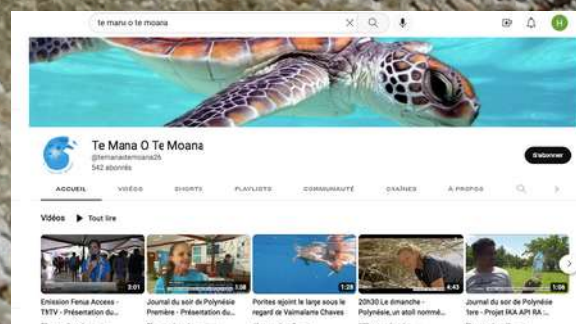 te manu o te moana
H
Te Mana O Te Moana
@temanaotemoana26
542 abonnés
S'abonner
ACCUEIL VIDÉOS SHORTS PLAYLISTS COMMUNAUTÉ CHAÎNES À PROPOS
Vidéos Tout lire
3:01 1:58 1:28 4:43 1:06
Emission Fenua Access - Journal du soir de Polynésie Porites rejoint le large sous le 20h30 Le dimanche - Journal du soir de Polynésie
TNTV - Présentation du... Première - Présentation du... regard de Vaimalama Chaves Polynésie, un atoll nommé... 1ère - Projet FAA API RA :...